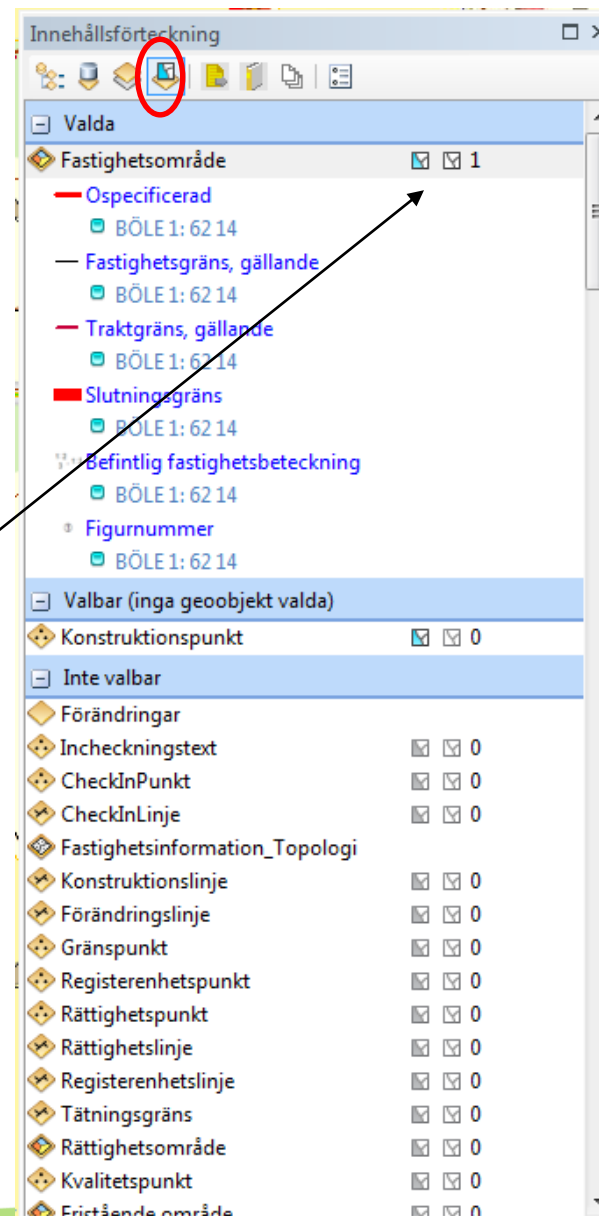 Innehållsförteckning
Valda
Fastighetsområde 1
Ospecificerad
BÖLE 1: 62 14
Fastighetsgräns, gällande
BÖLE 1: 62 14
Traktgräns, gällande
BÖLE 1: 62 14
Slutningsgräns
BÖLE 1: 62 14
Befintlig fastighetsbeteckning
BÖLE 1: 62 14
Figurnummer
BÖLE 1: 62 14
Valbar (inga geoobjekt valda)
Konstruktionspunkt 0
Inte valbar
Förändringar
Incheckningstext 0
CheckInPunkt 0
CheckInLinje 0
Fastighetsinformation_Topologi
Konstruktionslinje 0
Förändringslinje 0
Gränspunkt 0
Registerenhetspunkt 0
Rättighetspunkt 0
Rättighetslinje 0
Registerenhetslinje 0
Tätningsgräns 0
Rättighetsområde 0
Kvalitetspunkt 0
Fristående område 0